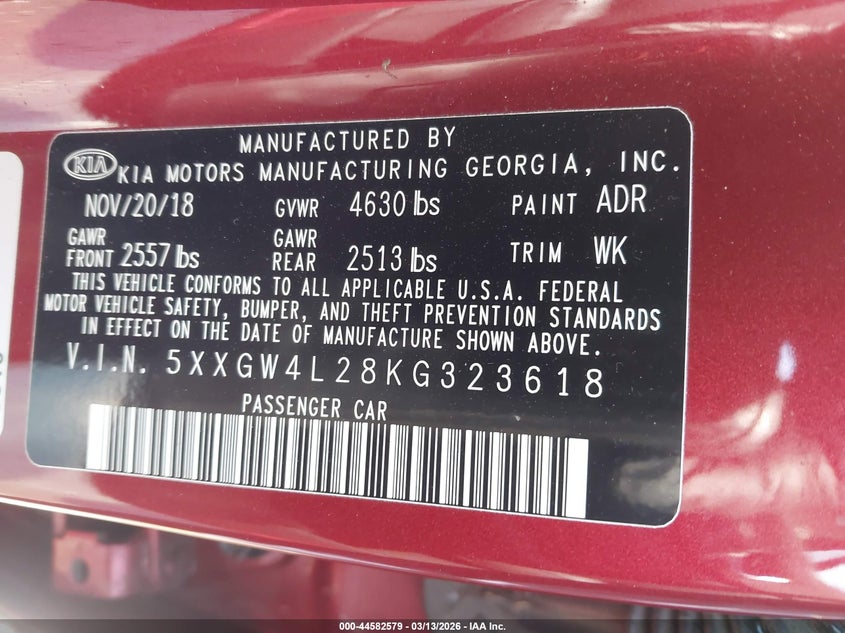 MANUFACTURED BY
KIA KIA MOTORS MANUFACTURING GEORGIA, INC.
NOV/20/18 GVWR 4630 lbs PAINT ADR
GAWR FRONT 2557 lbs GAWR REAR 2513 lbs TRIM WK
THIS VEHICLE CONFORMS TO ALL APPLICABLE U.S.A. FEDERAL
MOTOR VEHICLE SAFETY, BUMPER, AND THEFT PREVENTION STANDARDS
IN EFFECT ON THE DATE OF MANUFACTURE SHOWN ABOVE.
V.I.N. 5XXGW4L28KG323618
PASSENGER CAR
000-44582579 - 03/13/2026 - IAA Inc.